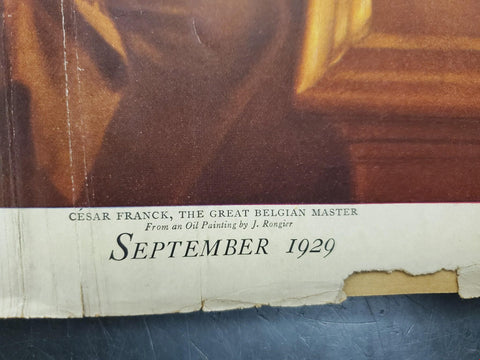 CÉSAR FRANCK, THE GREAT BELGIAN MASTER
From an Oil Painting by J. Rongier
SEPTEMBER 1929